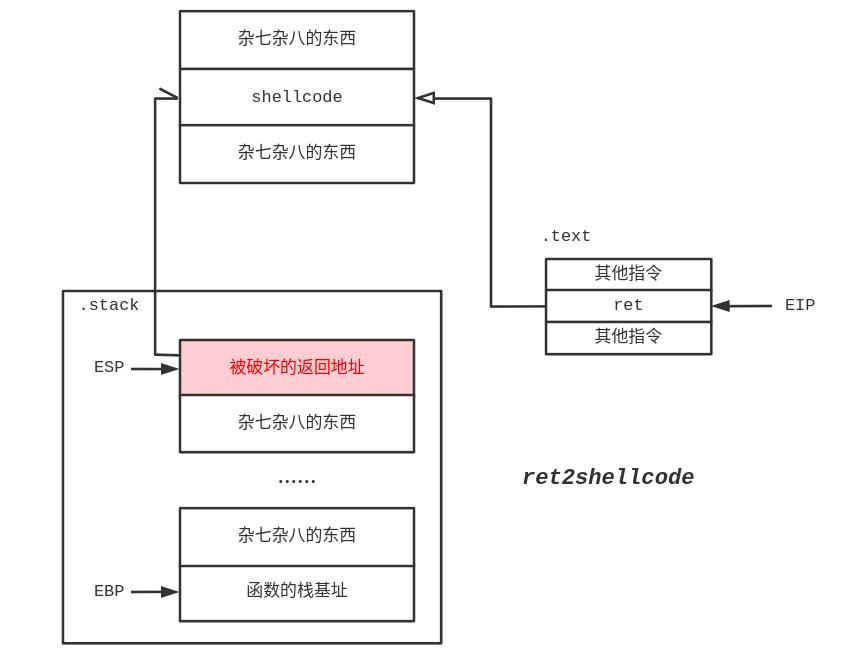 杂七杂八的东西
shellcode
杂七杂八的东西
.text
其他指令
ret
EIP
其他指令
.stack
ESP
被破坏的返回地址
杂七杂八的东西
......
ret2shellcode
杂七杂八的东西
EBP
函数的栈基址